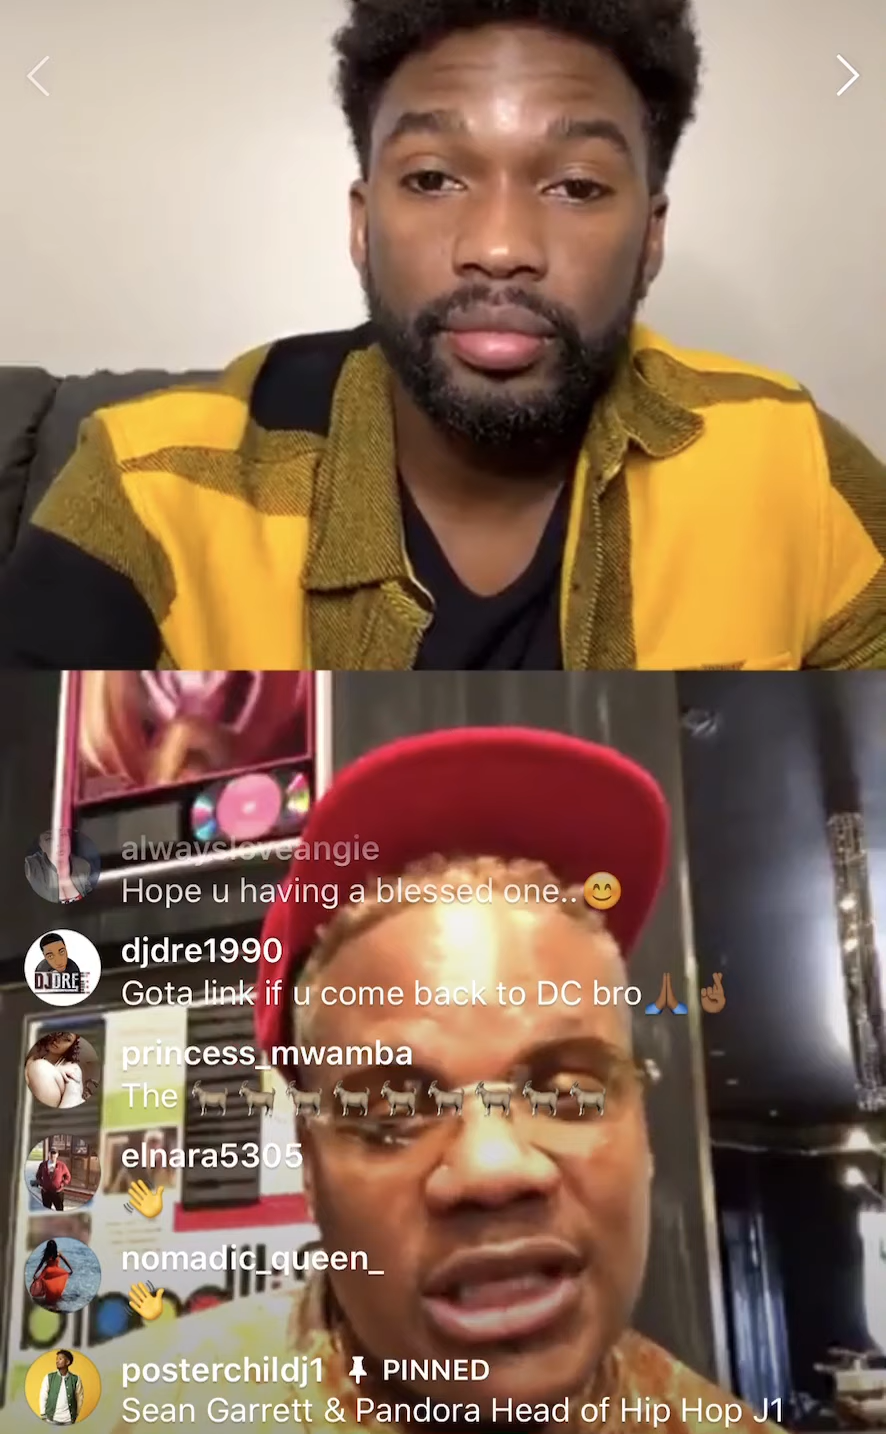 alwaysloveangie
Hope u having a blessed one..😊
djdre1990
DJDRE
Gota link if u come back to DC bro🙏🏾🤞🏾
princess_mwamba
The 🐐🐐🐐🐐🐐🐐🐐🐐🐐
elnara5305
👋
nomadic_queen_
👋
posterchildj1 📌 PINNED
Sean Garrett & Pandora Head of Hip Hop J1